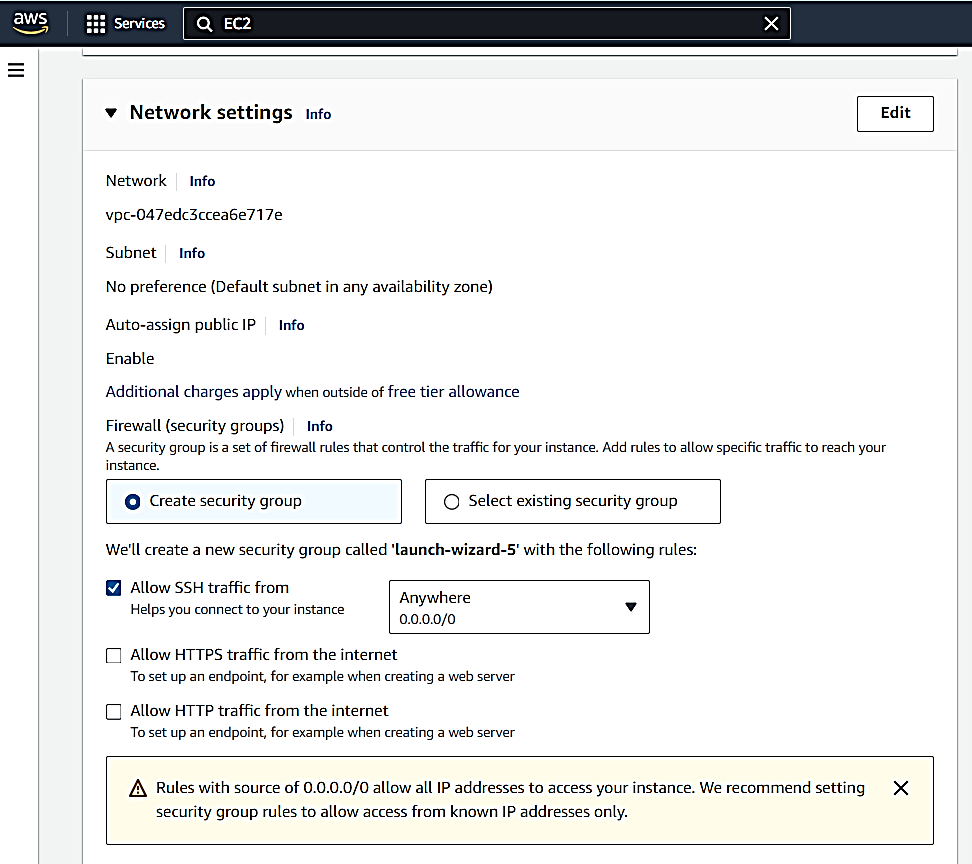 aws
Services
EC2
Network settings Info
Edit
Network Info
vpc-047edc3ccea6e717e
Subnet Info
No preference (Default subnet in any availability zone)
Auto-assign public IP Info
Enable
Additional charges apply when outside of free tier allowance
Firewall (security groups) Info
A security group is a set of firewall rules that control the traffic for your instance. Add rules to allow specific traffic to reach your
instance.
Create security group
Select existing security group
We'll create a new security group called 'launch-wizard-5' with the following rules:
Allow SSH traffic from
Helps you connect to your instance
Anywhere
0.0.0.0/0
Allow HTTPS traffic from the internet
To set up an endpoint, for example when creating a web server
Allow HTTP traffic from the internet
To set up an endpoint, for example when creating a web server
Rules with source of 0.0.0.0/0 allow all IP addresses to access your instance. We recommend setting
security group rules to allow access from known IP addresses only.